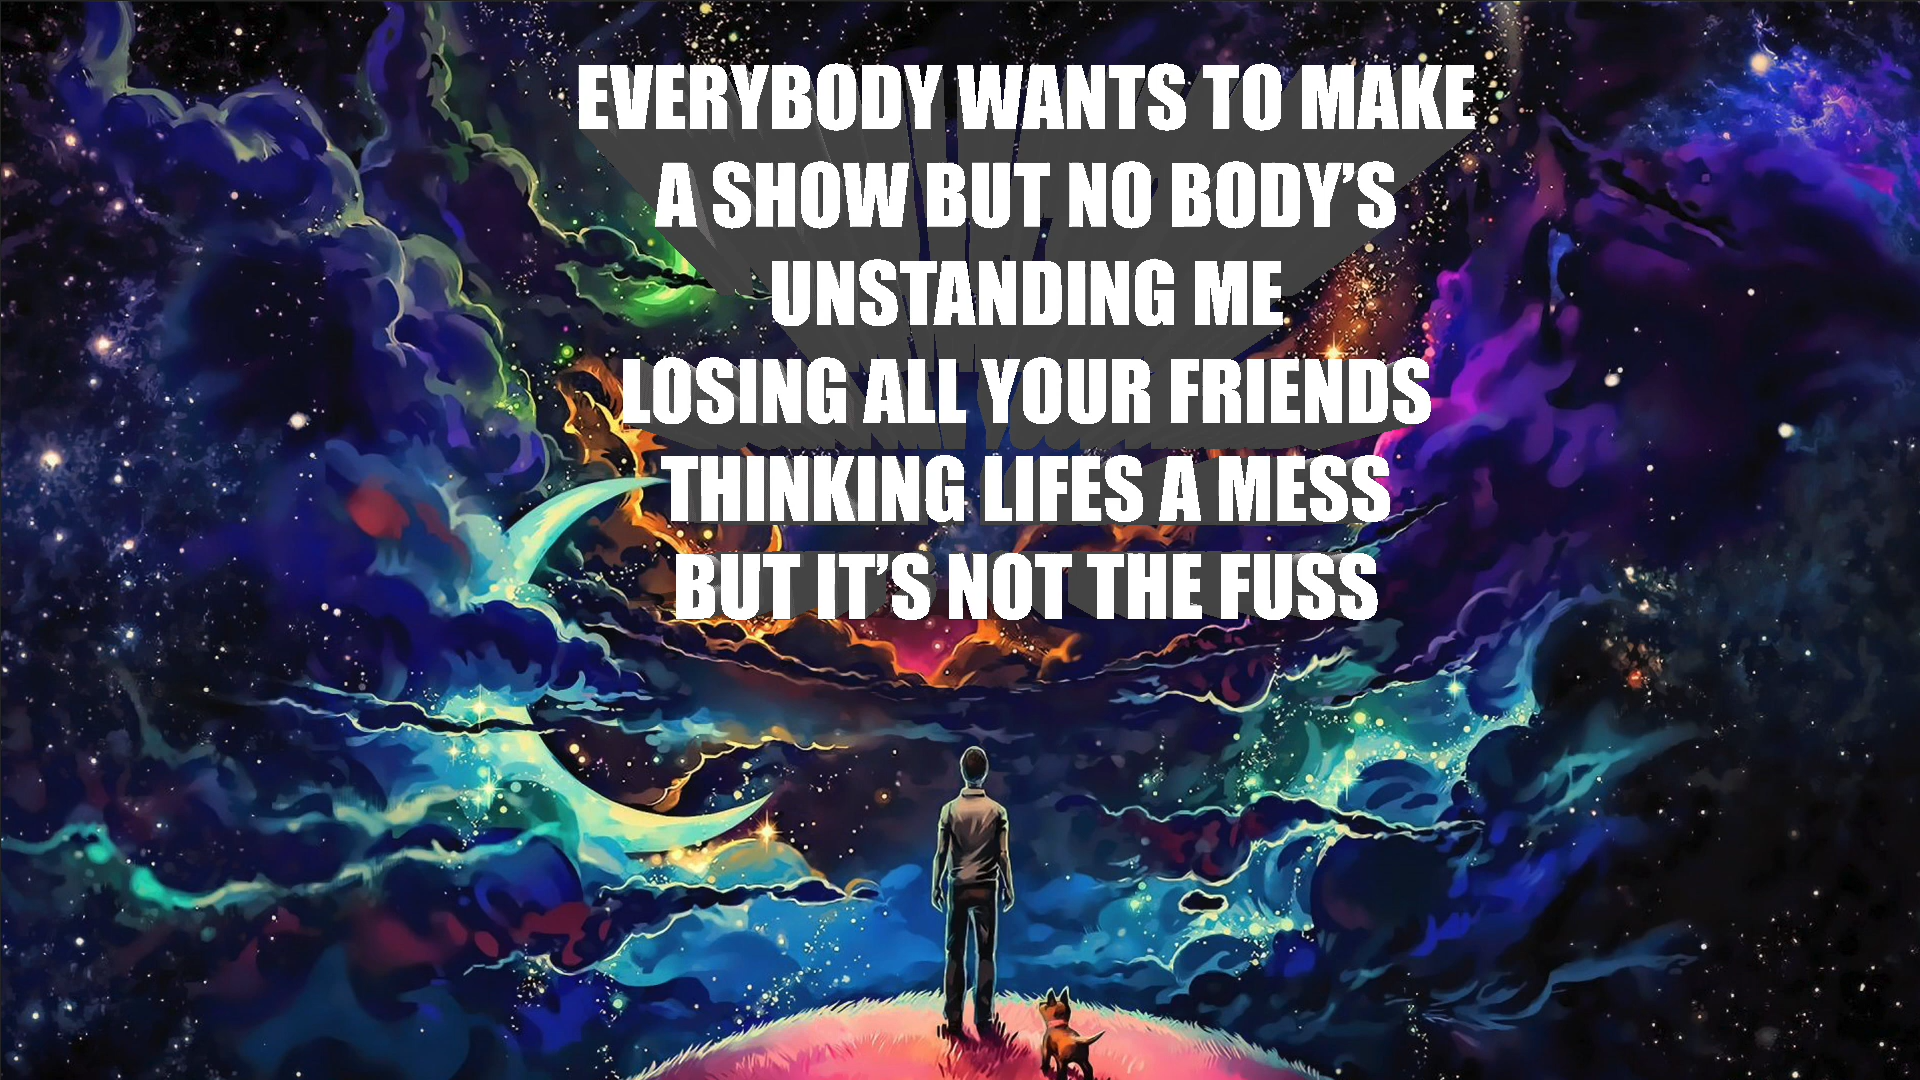 EVERYBODY WANTS TO MAKE
A SHOW BUT NO BODY’S
UNSTANDING ME
LOSING ALL YOUR FRIENDS
THINKING LIFES A MESS
BUT IT’S NOT THE FUSS